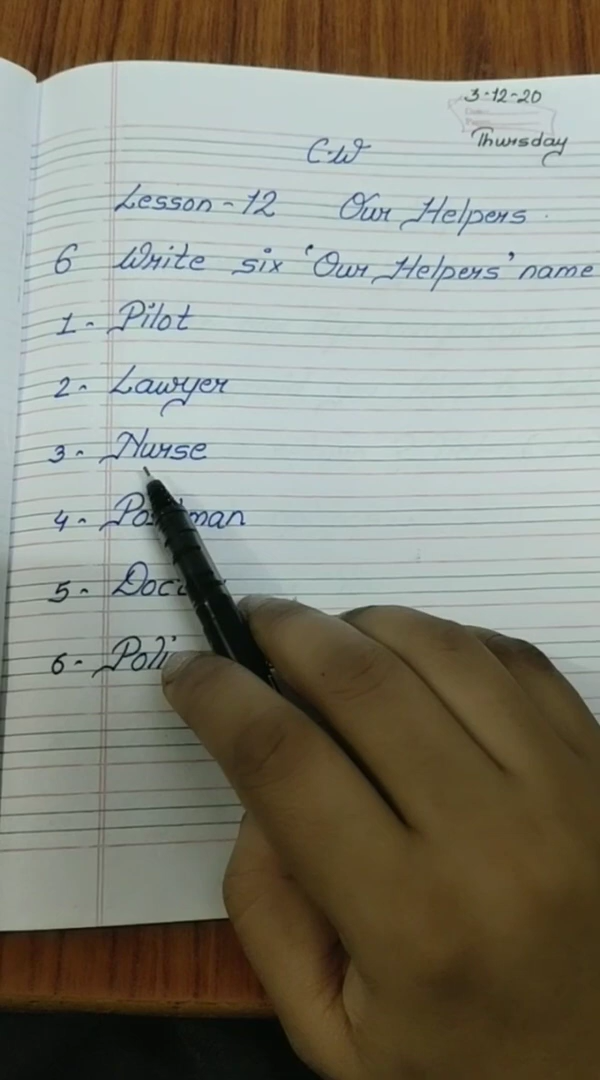 3-12-20
Thursday
C.W
Lesson-12 Our Helpers.
6 Write six 'Our Helpers' name
1- Pilot
2- Lawyer
3- Nurse
4-
5-
6-